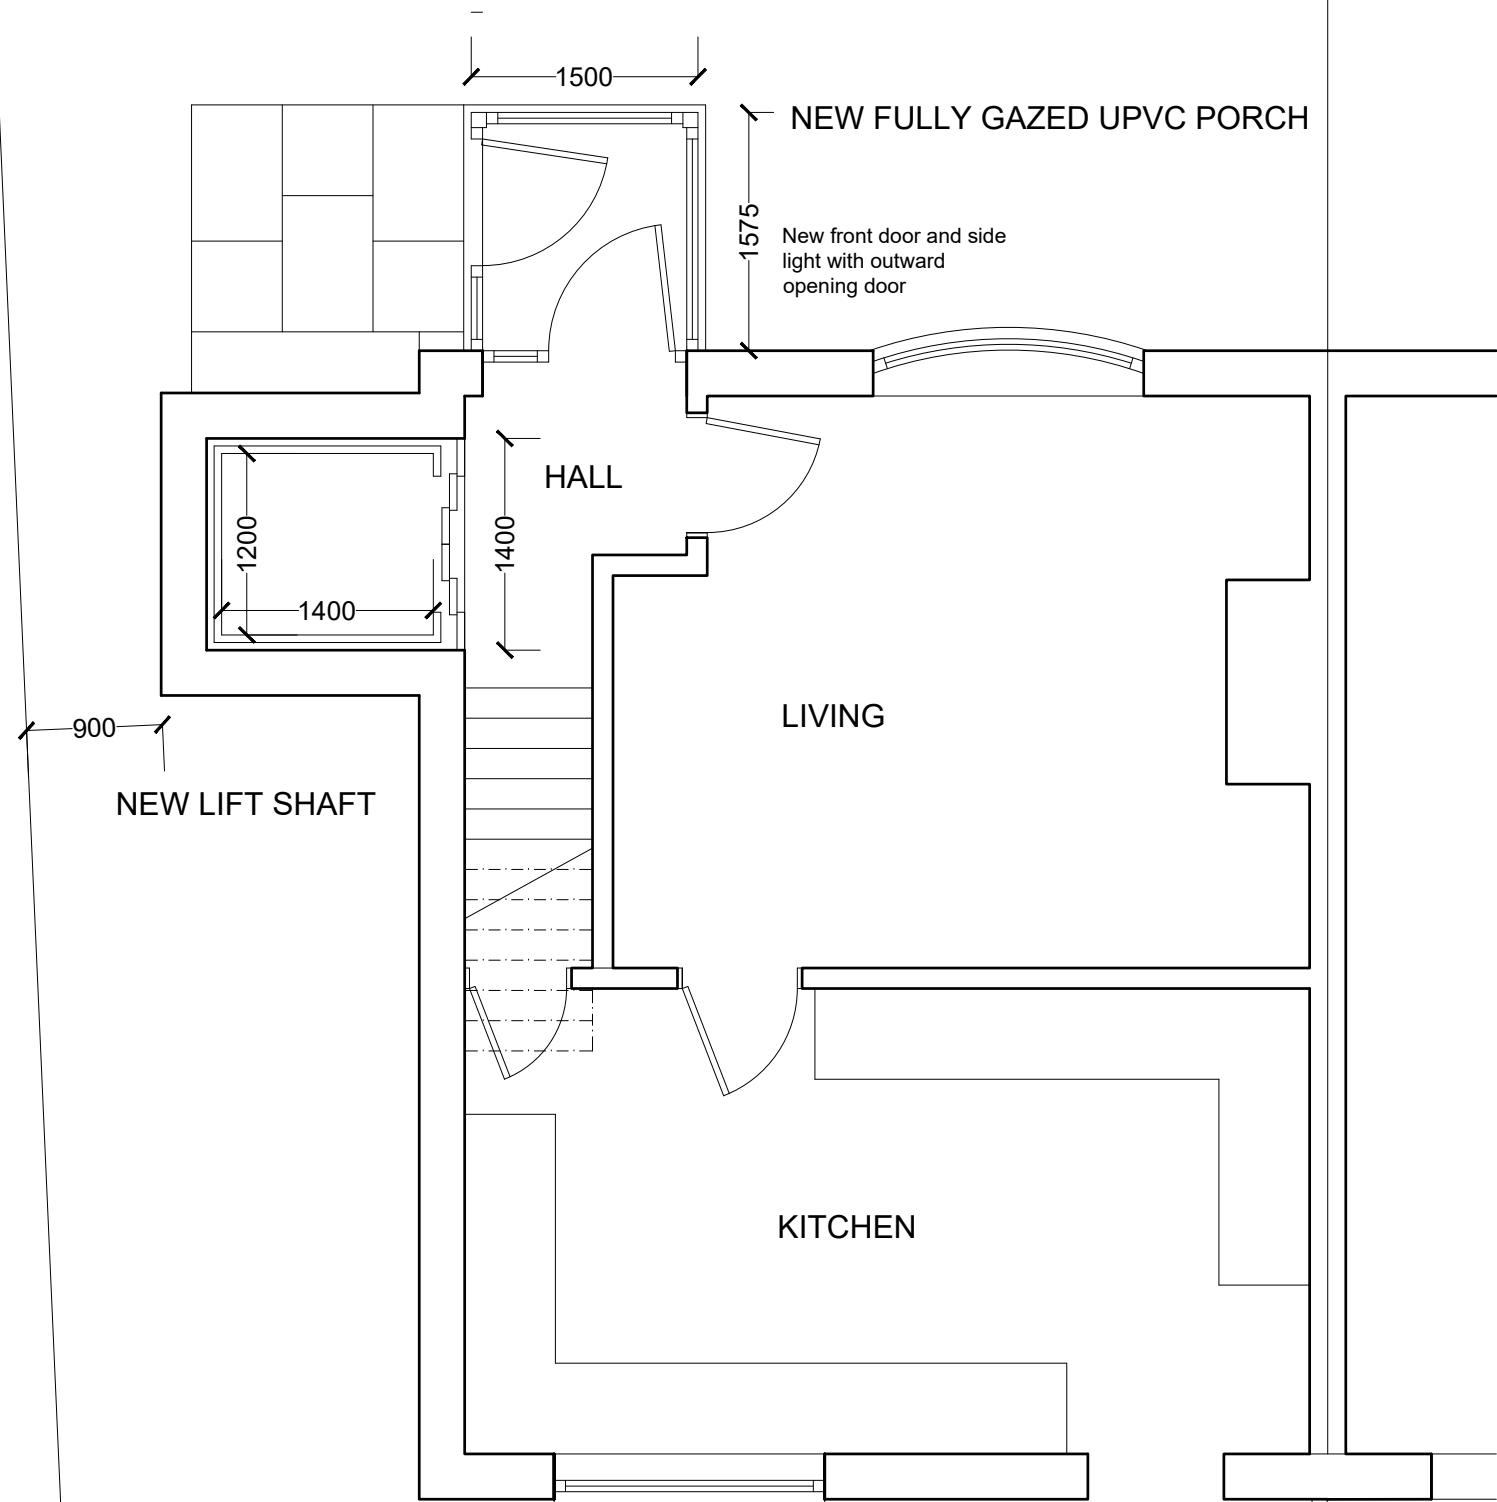 1500
NEW FULLY GAZED UPVC PORCH
1575
New front door and side
light with outward
opening door
HALL
1200
1400
1400
LIVING
900
NEW LIFT SHAFT
KITCHEN